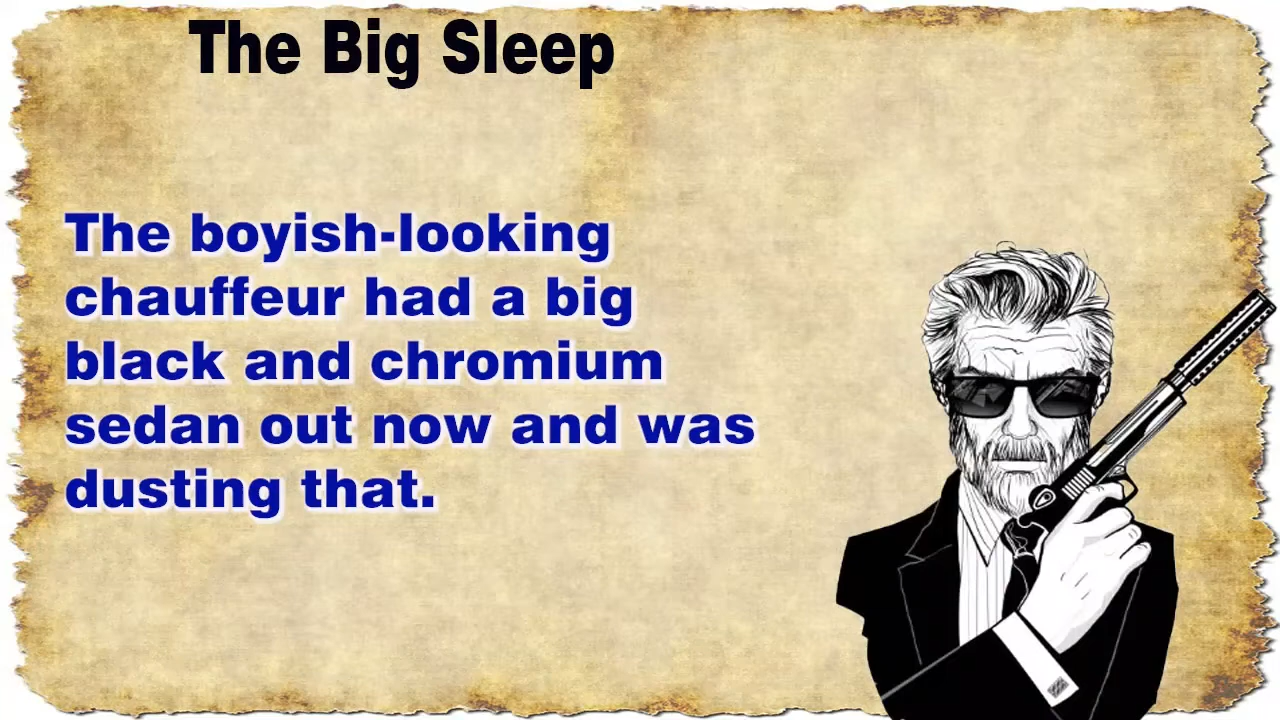 The Big Sleep
The boyish-looking
chauffeur had a big
black and chromium
sedan out now and was
dusting that.